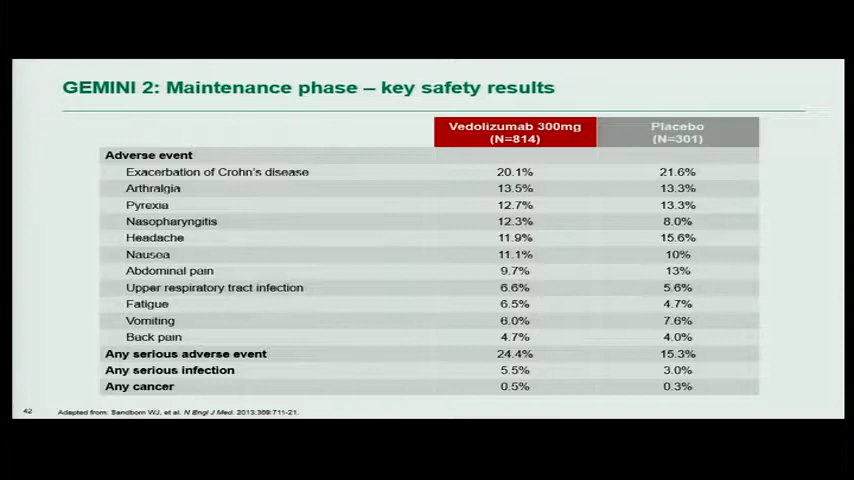 GEMINI 2: Maintenance phase – key safety results
Vedolizumab 300mg (N=814) Placebo (N=301)
Adverse event
Exacerbation of Crohn's disease 20.1% 21.6%
Arthralgia 13.5% 13.3%
Pyrexia 12.7% 13.3%
Nasopharyngitis 12.3% 8.0%
Headache 11.9% 15.6%
Nausea 11.1% 10%
Abdominal pain 9.7% 13%
Upper respiratory tract infection 6.6% 5.6%
Fatigue 6.5% 4.7%
Vomiting 6.0% 7.6%
Back pain 4.7% 4.0%
Any serious adverse event 24.4% 15.3%
Any serious infection 5.5% 3.0%
Any cancer 0.5% 0.3%
42 Adapted from: Sandborn WJ, et al. N Engl J Med. 2013;369:711-21.